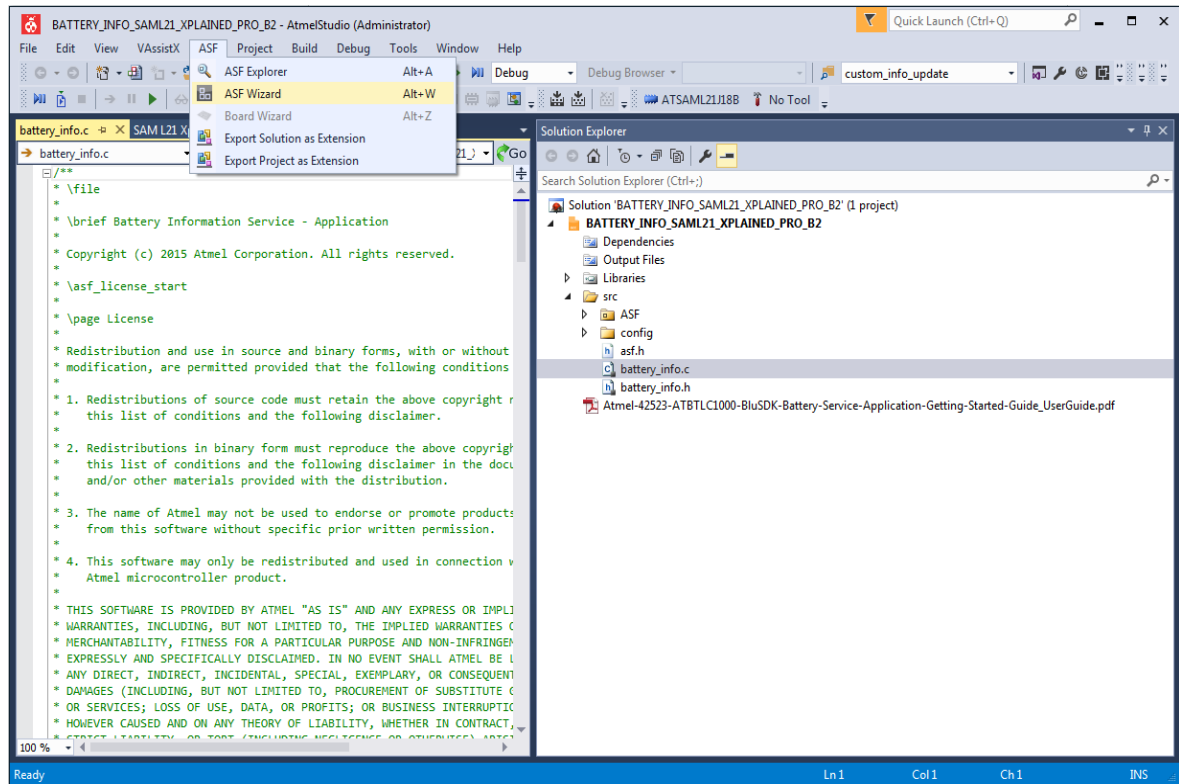 BATTERY_INFO_SAML21_XPLAINED_PRO_B2 - AtmelStudio (Administrator)
Quick Launch (Ctrl+Q)
File Edit View VAssistX ASF Project Build Debug Tools Window Help
Debug Debug Browser custom_info_update
ATSAML21J18B No Tool
ASF Explorer Alt+A
ASF Wizard Alt+W
Board Wizard Alt+Z
Export Solution as Extension
Export Project as Extension
battery_info.c SAM L21 X
battery_info.c Go
/**
* \file
*
* \brief Battery Information Service - Application
*
* Copyright (c) 2015 Atmel Corporation. All rights reserved.
*
* \asf_license_start
*
* \page License
*
* Redistribution and use in source and binary forms, with or without
* modification, are permitted provided that the following conditions
*
* 1. Redistributions of source code must retain the above copyright
* this list of conditions and the following disclaimer.
*
* 2. Redistributions in binary form must reproduce the above copyrigh
* this list of conditions and the following disclaimer in the docu
* and/or other materials provided with the distribution.
*
* 3. The name of Atmel may not be used to endorse or promote products
* from this software without specific prior written permission.
*
* 4. This software may only be redistributed and used in connection
* Atmel microcontroller product.
*
* THIS SOFTWARE IS PROVIDED BY ATMEL "AS IS" AND ANY EXPRESS OR IMPLI
* WARRANTIES, INCLUDING, BUT NOT LIMITED TO, THE IMPLIED WARRANTIES
* MERCHANTABILITY, FITNESS FOR A PARTICULAR PURPOSE AND NON-INFRINGEM
* EXPRESSLY AND SPECIFICALLY DISCLAIMED. IN NO EVENT SHALL ATMEL BE L
* ANY DIRECT, INDIRECT, INCIDENTAL, SPECIAL, EXEMPLARY, OR CONSEQUENT
* DAMAGES (INCLUDING, BUT NOT LIMITED TO, PROCUREMENT OF SUBSTITUTE
* OR SERVICES; LOSS OF USE, DATA, OR PROFITS; OR BUSINESS INTERRUPTIO
* HOWEVER CAUSED AND ON ANY THEORY OF LIABILITY, WHETHER IN CONTRACT,
100 %
Solution Explorer
Search Solution Explorer (Ctrl+;)
Solution 'BATTERY_INFO_SAML21_XPLAINED_PRO_B2' (1 project)
BATTERY_INFO_SAML21_XPLAINED_PRO_B2
Dependencies
Output Files
Libraries
src
ASF
config
asf.h
battery_info.c
battery_info.h
Atmel-42523-ATBTLC1000-BluSDK-Battery-Service-Application-Getting-Started-Guide_UserGuide.pdf
Ready Ln 1 Col 1 Ch 1 INS